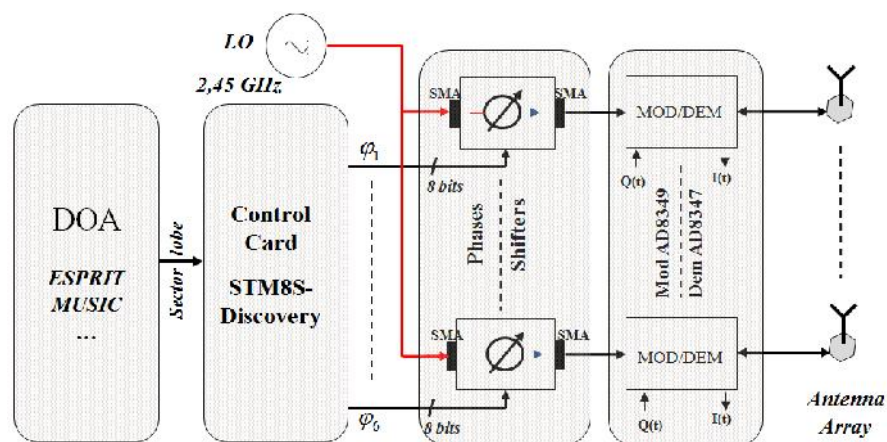 LO
2,45 GHz
DOA
ESPRIT
MUSIC
...
Sector lobe
Control
Card
STM8S-
Discovery
φ1
8 bits
SMA
SMA
Phases
Shifters
SMA
SMA
φ6
8 bits
MOD/DEM
Q(t)
I(t)
Mod AD8349
Dem AD8347
MOD/DEM
Q(t)
I(t)
Antenna
Array